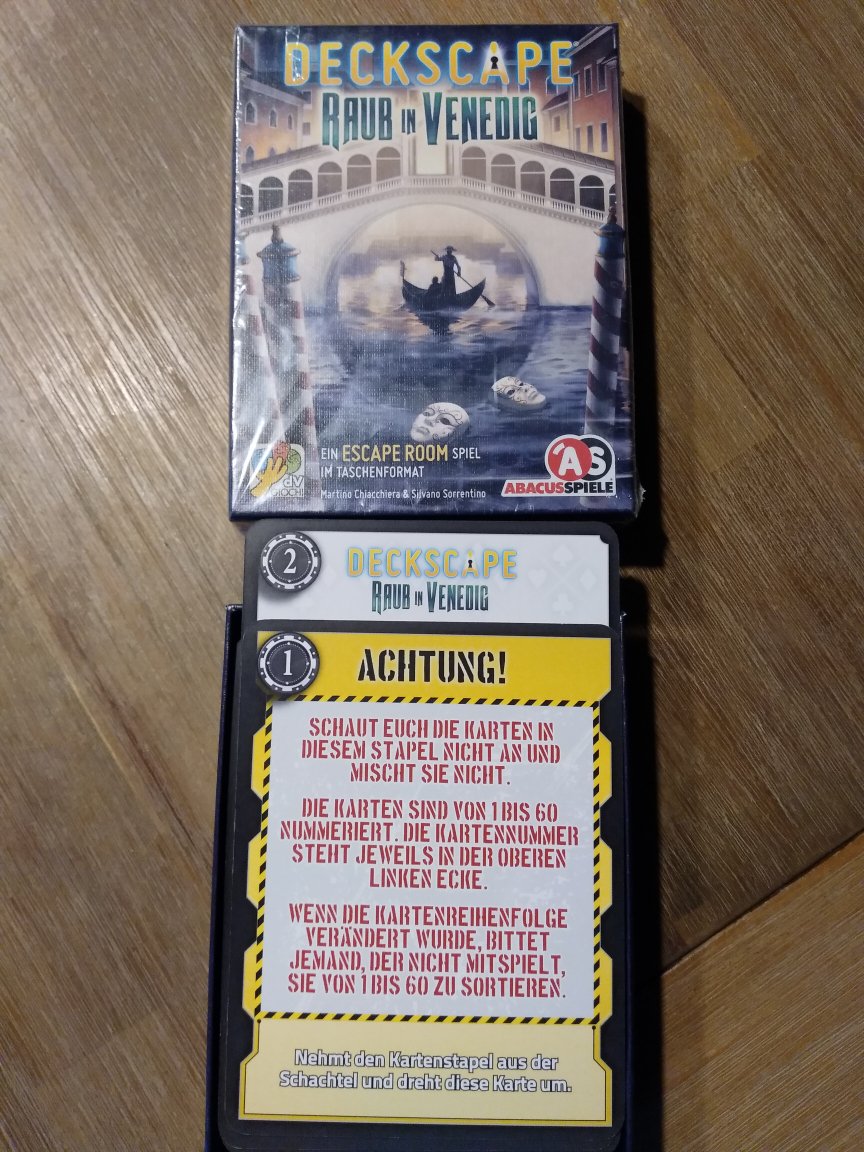 DECKSCAPE
RAUB IN VENEDIG
EIN ESCAPE ROOM SPIEL
IM TASCHENFORMAT
Martino Chiacchiera & Silvano Sorrentino
dV
GIOCHI
AS
ABACUSSPIELE
2
DECKSCAPE
RAUB IN VENEDIG
1
ACHTUNG!
SCHAUT EUCH DIE KARTEN IN
DIESEM STAPEL NICHT AN UND
MISCHT SIE NICHT.
DIE KARTEN SIND VON 1 BIS 60
NUMMERIERT. DIE KARTENNUMMER
STEHT JEWEILS IN DER OBEREN
LINKEN ECKE.
WENN DIE KARTENREIHENFOLGE
VERÄNDERT WURDE, BITTET
JEMAND, DER NICHT MITSPIELT,
SIE VON 1 BIS 60 ZU SORTIEREN.
Nehmt den Kartenstapel aus der
Schachtel und dreht diese Karte um.